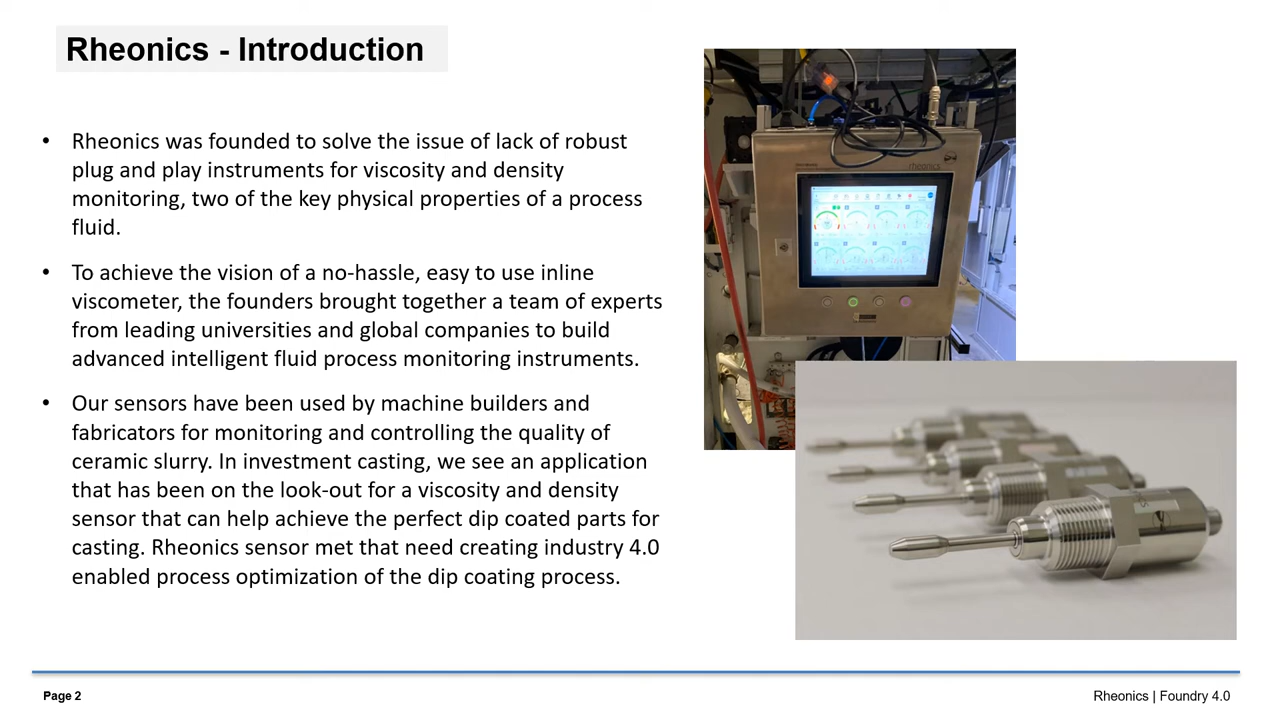 Rheonics - Introduction
• Rheonics was founded to solve the issue of lack of robust
plug and play instruments for viscosity and density
monitoring, two of the key physical properties of a process
fluid.
• To achieve the vision of a no-hassle, easy to use inline
viscometer, the founders brought together a team of experts
from leading universities and global companies to build
advanced intelligent fluid process monitoring instruments.
• Our sensors have been used by machine builders and
fabricators for monitoring and controlling the quality of
ceramic slurry. In investment casting, we see an application
that has been on the look-out for a viscosity and density
sensor that can help achieve the perfect dip coated parts for
casting. Rheonics sensor met that need creating industry 4.0
enabled process optimization of the dip coating process.
rheonics
Page 2
Rheonics | Foundry 4.0